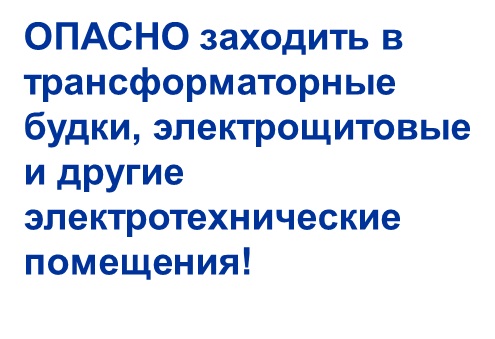 ОПАСНО заходить в
трансформаторные
будки, электрощитовые
и другие
электротехнические
помещения!